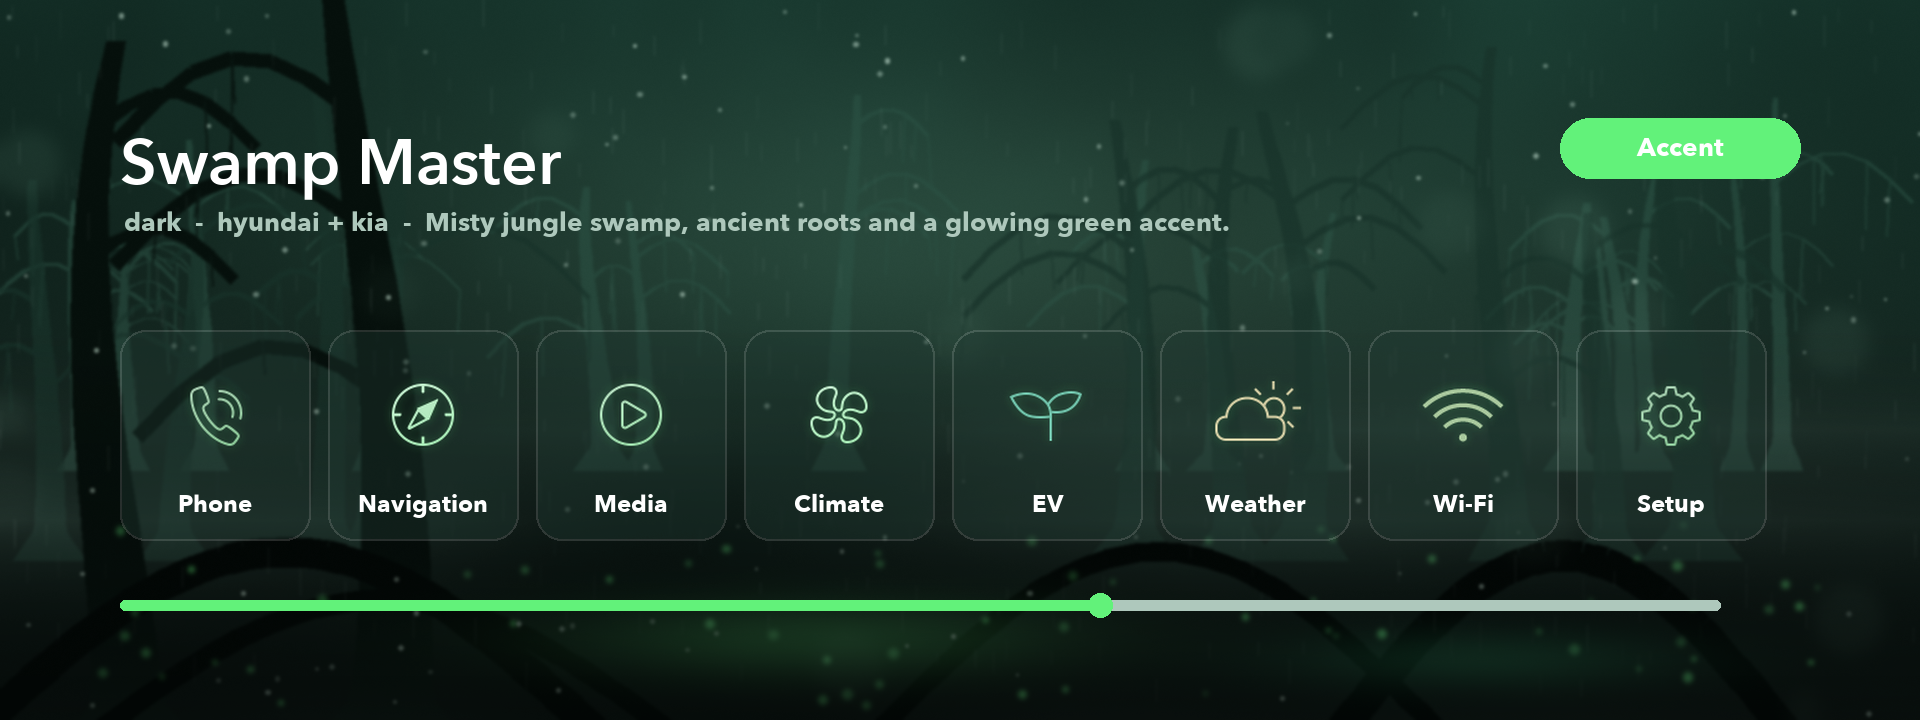 Swamp Master
Accent
dark - hyundai + kia - Misty jungle swamp, ancient roots and a glowing green accent.
Phone
Navigation
Media
Climate
EV
Weather
Wi-Fi
Setup